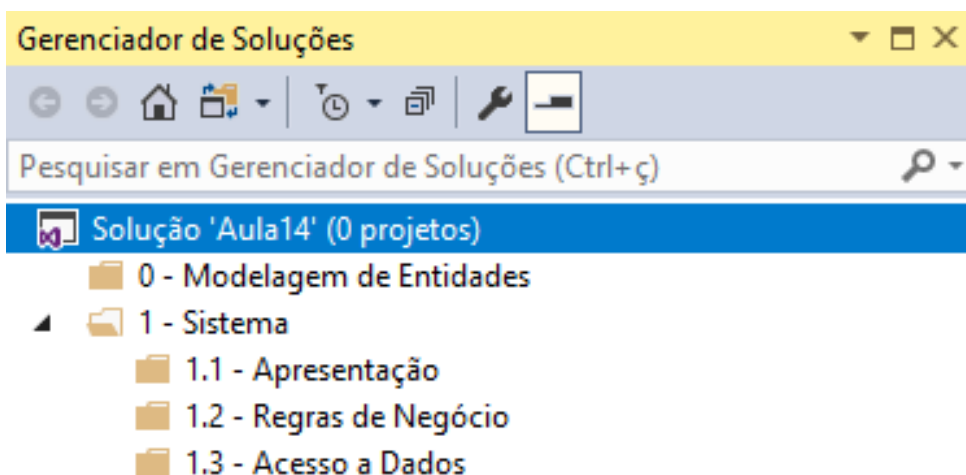 Gerenciador de Soluções
Pesquisar em Gerenciador de Soluções (Ctrl+ç)
Solução 'Aula14' (0 projetos)
0 - Modelagem de Entidades
1 - Sistema
1.1 - Apresentação
1.2 - Regras de Negócio
1.3 - Acesso a Dados